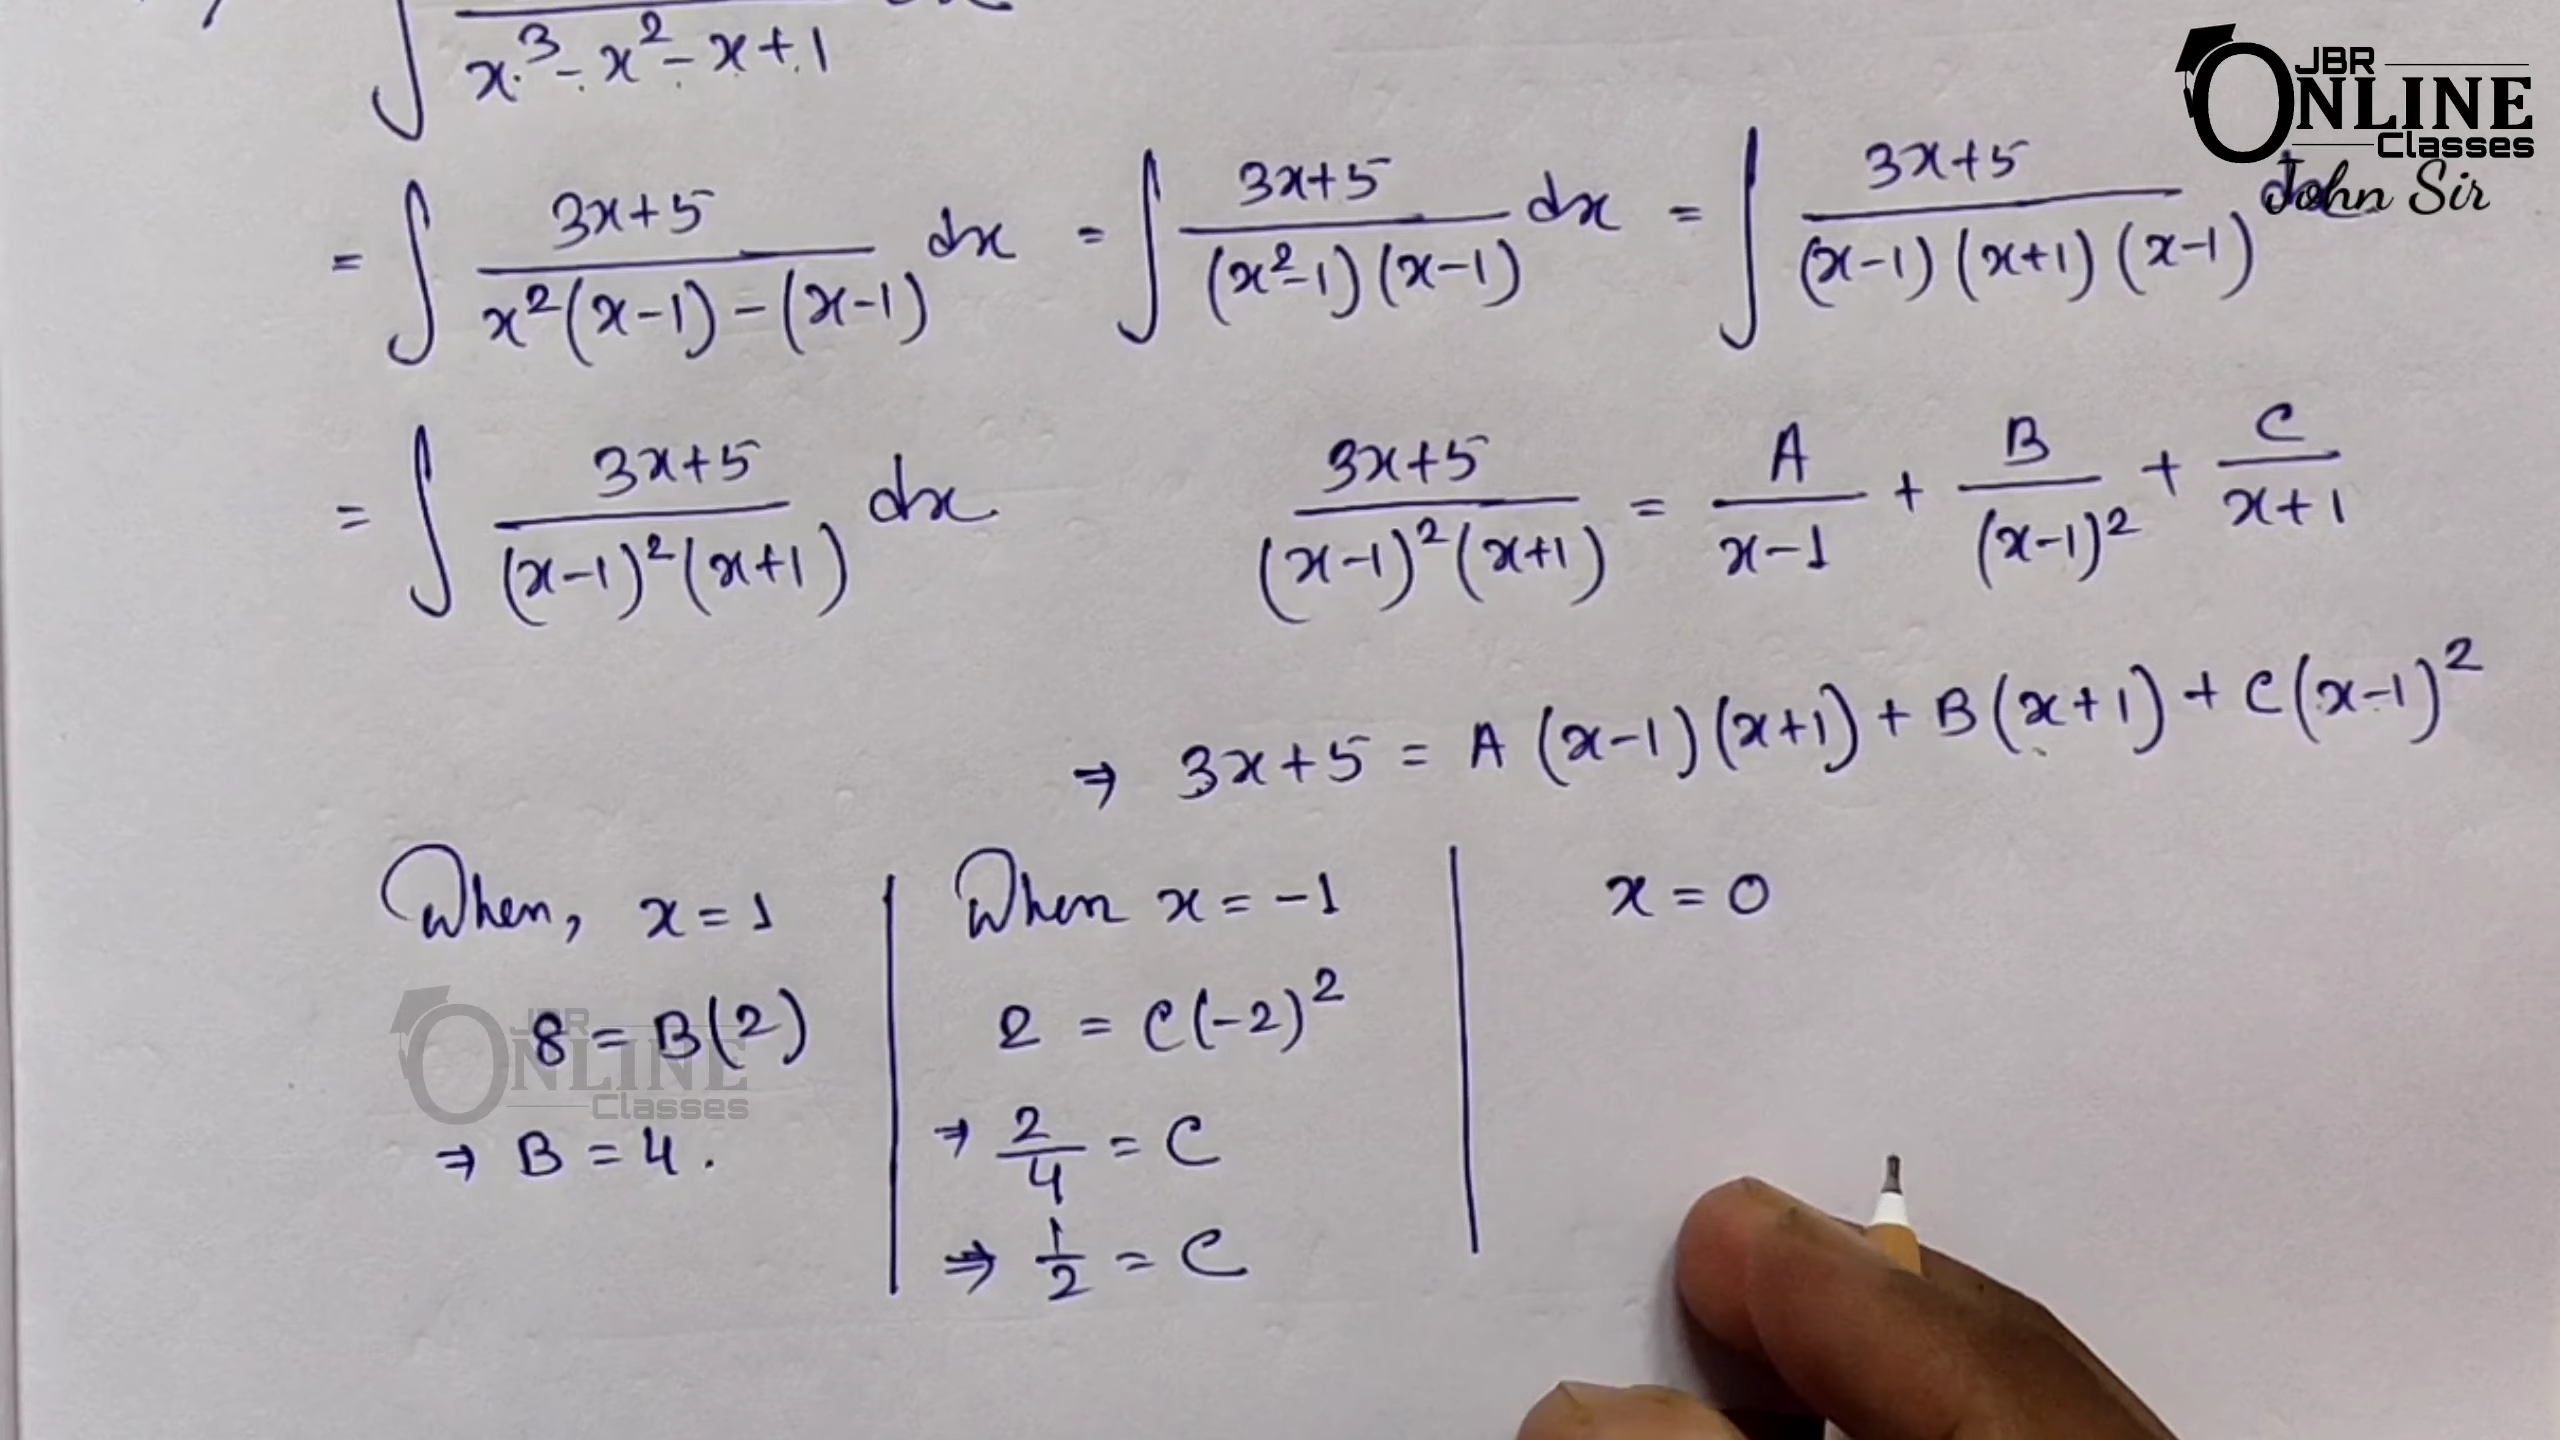 x³ - x² - x + 1
= ∫ 3x+5 / x²(x-1) - (x-1) dx = ∫ 3x+5 / (x²-1)(x-1) dx = ∫ 3x+5 / (x-1)(x+1)(x-1) dx
= ∫ 3x+5 / (x-1)²(x+1) dx
3x+5 / (x-1)²(x+1) = A / x-1 + B / (x-1)² + C / x+1
⇒ 3x+5 = A(x-1)(x+1) + B(x+1) + C(x-1)²
When, x = 1
8 = B(2)
⇒ B = 4.
When x = -1
2 = C(-2)²
⇒ 2/4 = C
⇒ 1/2 = C
x = 0
JBR
ONLINE
Classes
John Sir
JBR
ONLINE
Classes